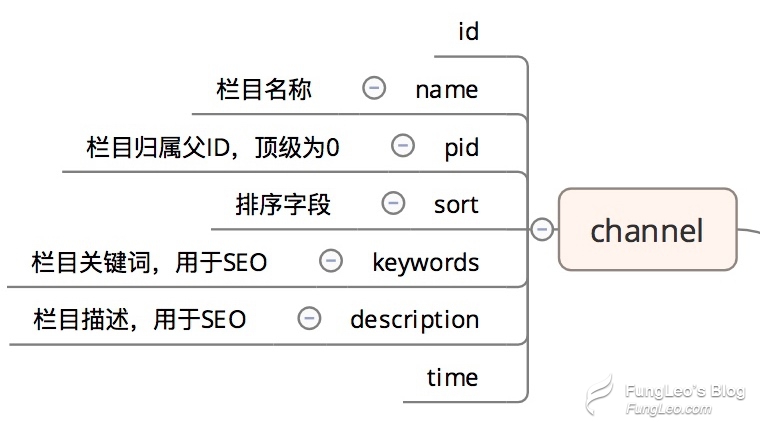 id
栏目名称 name
栏目归属父ID，顶级为0 pid
排序字段 sort
channel
栏目关键词，用于SEO keywords
栏目描述，用于SEO description
time
FungLeo's Blog
FungLeo.com